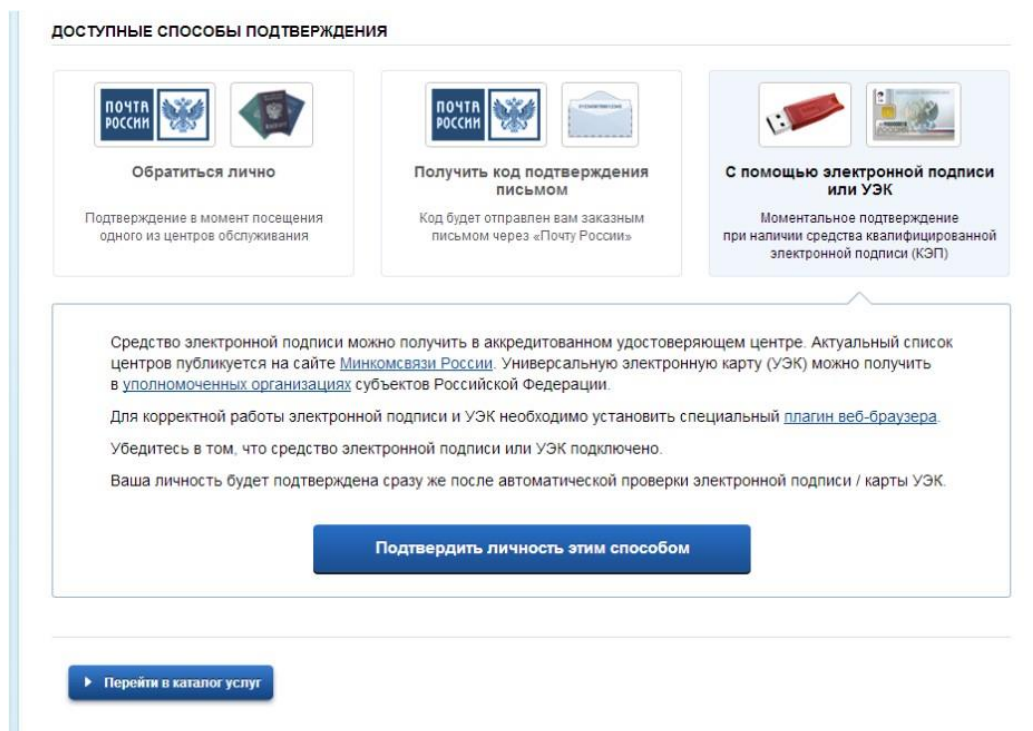 ДОСТУПНЫЕ СПОСОБЫ ПОДТВЕРЖДЕНИЯ
ПОЧТА
РОССИИ
Обратиться лично
Подтверждение в момент посещения
одного из центров обслуживания
ПОЧТА
РОССИИ
Получить код подтверждения
письмом
Код будет отправлен вам заказным
письмом через «Почту России»
С помощью электронной подписи
или УЭК
Моментальное подтверждение
при наличии средства квалифицированной
электронной подписи (КЭП)
Средство электронной подписи можно получить в аккредитованном удостоверяющем центре. Актуальный список
центров публикуется на сайте Минкомсвязи России. Универсальную электронную карту (УЭК) можно получить
в уполномоченных организациях субъектов Российской Федерации.
Для корректной работы электронной подписи и УЭК необходимо установить специальный плагин веб-браузера.
Убедитесь в том, что средство электронной подписи или УЭК подключено.
Ваша личность будет подтверждена сразу же после автоматической проверки электронной подписи / карты УЭК.
Подтвердить личность этим способом
Перейти в каталог услуг